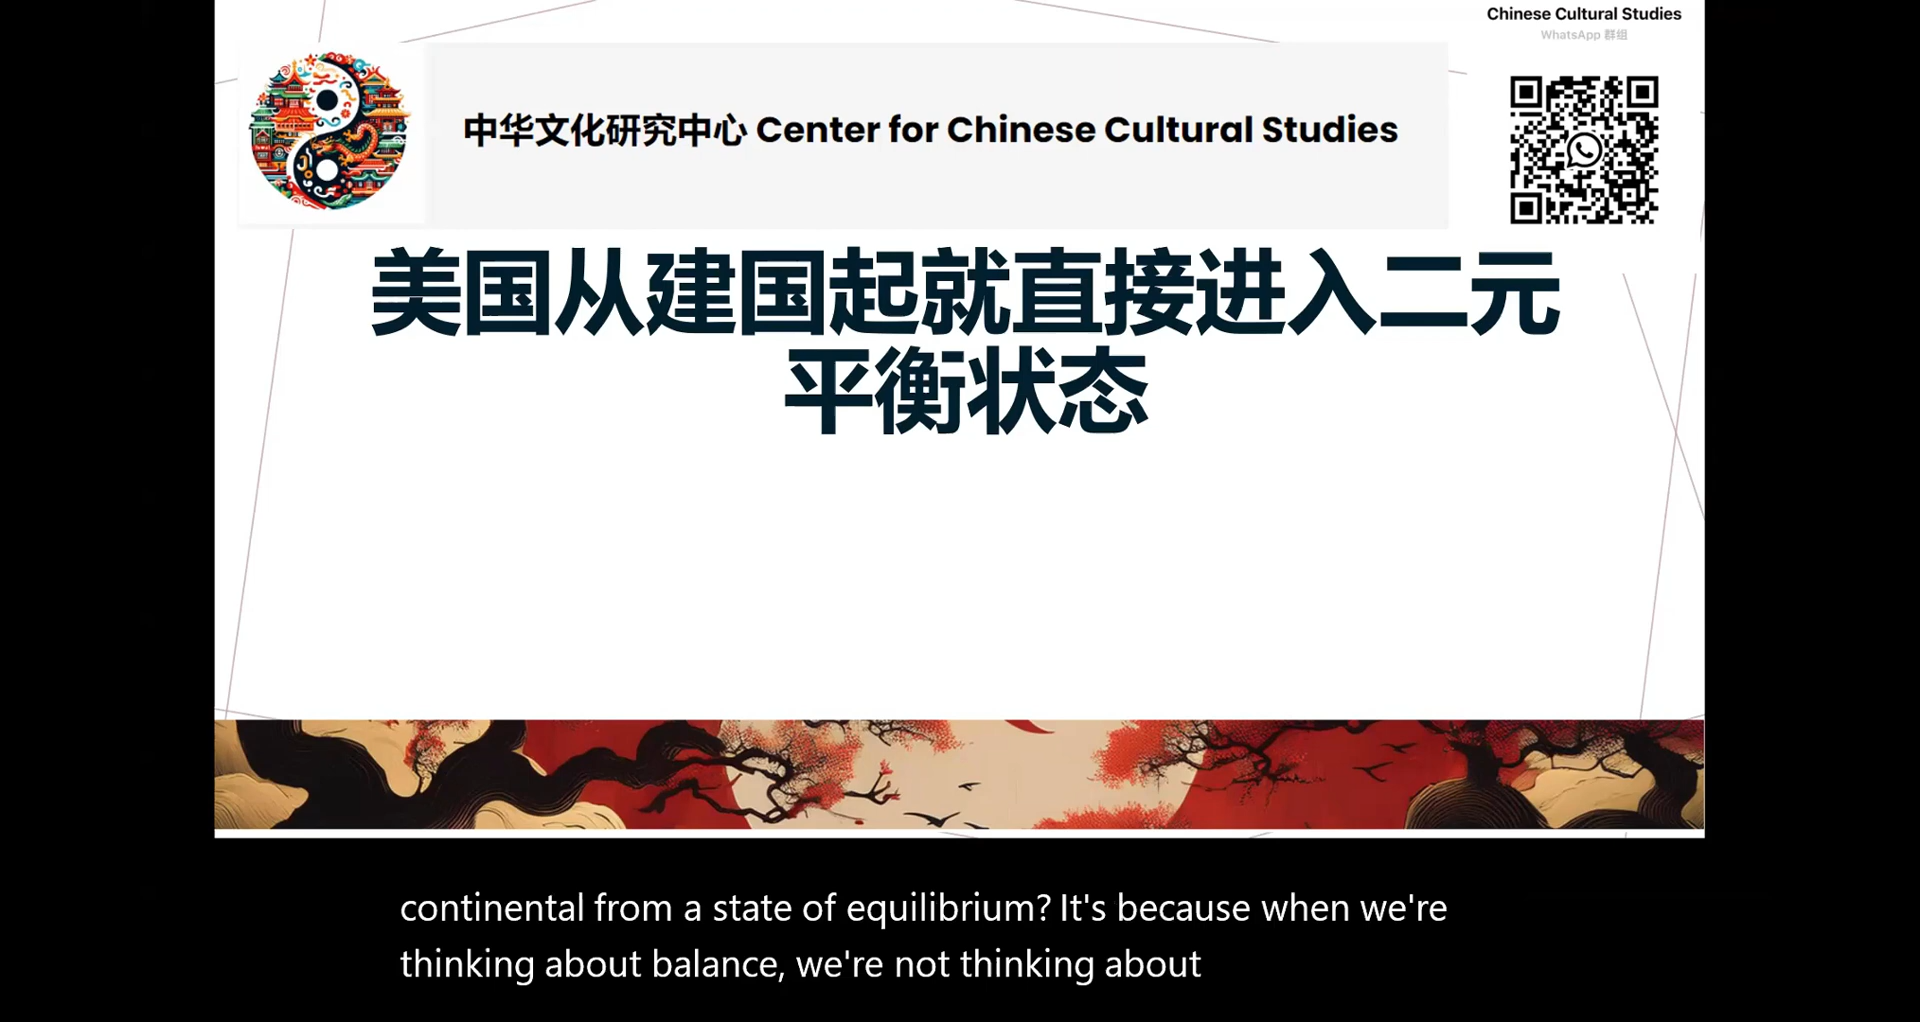 Chinese Cultural Studies
WhatsApp 群组
中华文化研究中心 Center for Chinese Cultural Studies
美国从建国起就直接进入二元
平衡状态
continental from a state of equilibrium? It's because when we're
thinking about balance, we're not thinking about